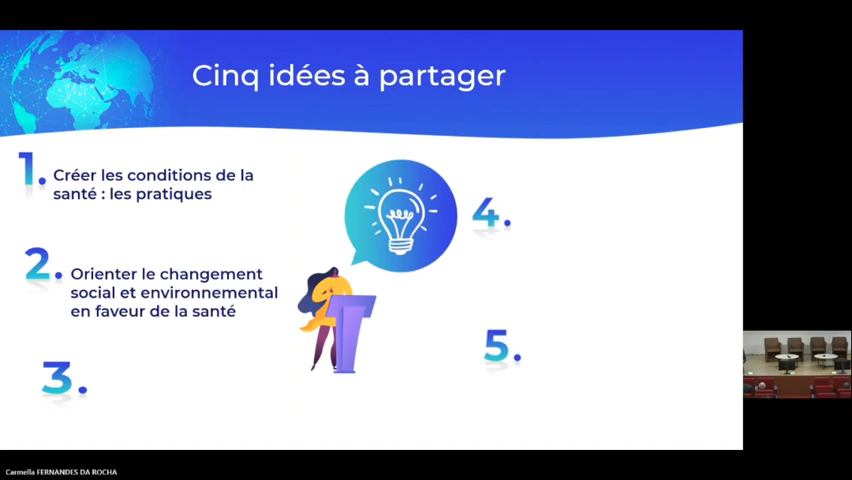 Cinq idées à partager
1.
Créer les conditions de la
santé : les pratiques
2.
Orienter le changement
social et environnemental
en faveur de la santé
3.
4.
5.
Carmella FERNANDES DA ROCHA